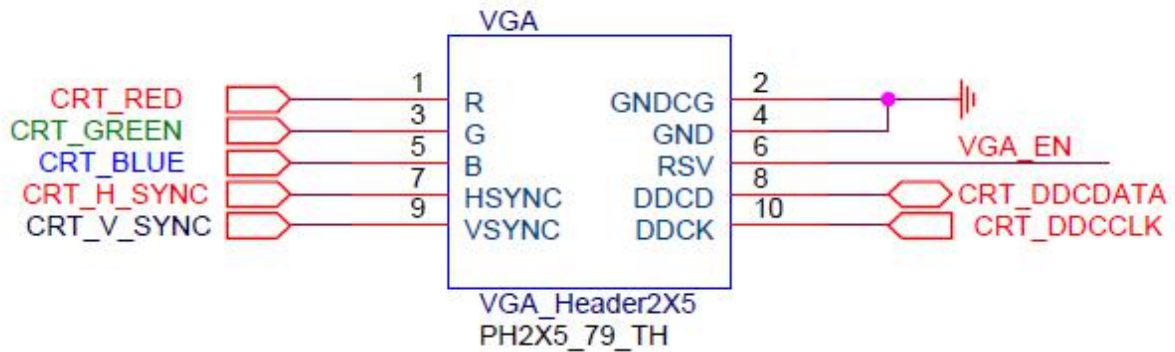 VGA
CRT_RED 1 R GNDCG 2
CRT_GREEN 3 G GND 4
CRT_BLUE 5 B RSV 6 VGA_EN
CRT_H_SYNC 7 HSYNC DDCD 8 CRT_DDCDATA
CRT_V_SYNC 9 VSYNC DDCK 10 CRT_DDCCLK
VGA_Header2X5
PH2X5_79_TH